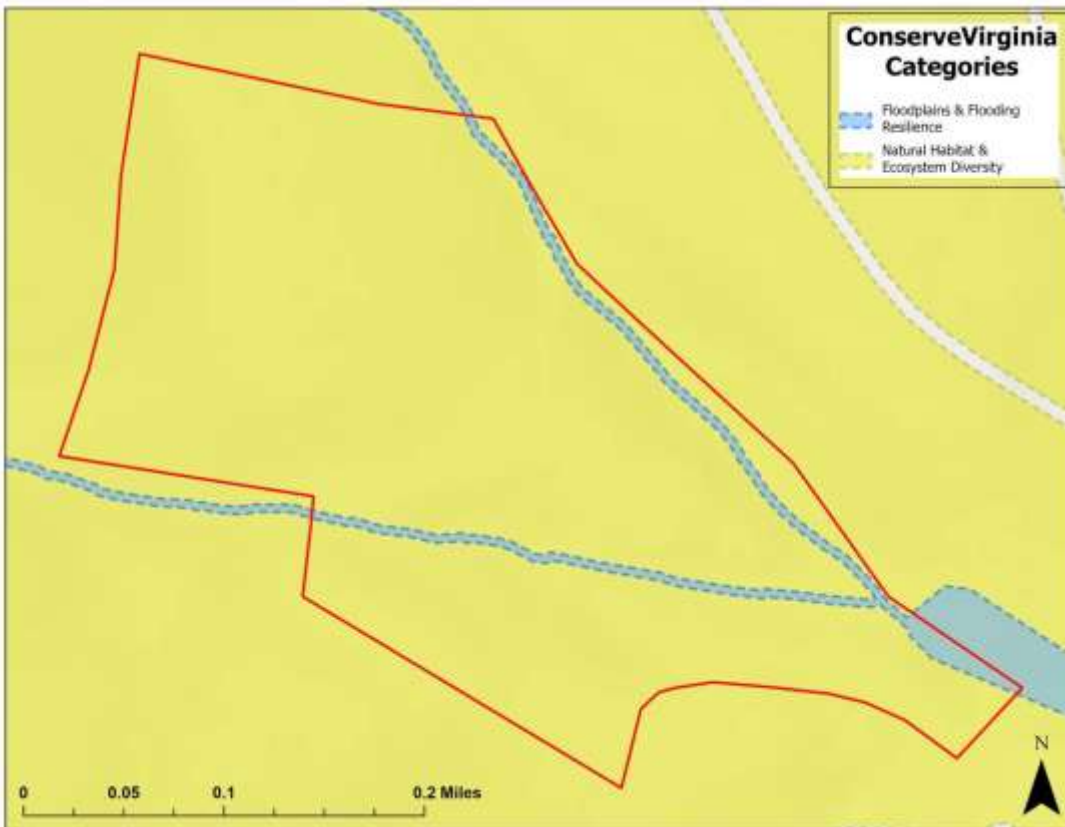 ConserveVirginia
Categories
Floodplains & Flooding
Resilience
Natural Habitat &
Ecosystem Diversity
N
0 0.05 0.1 0.2 Miles